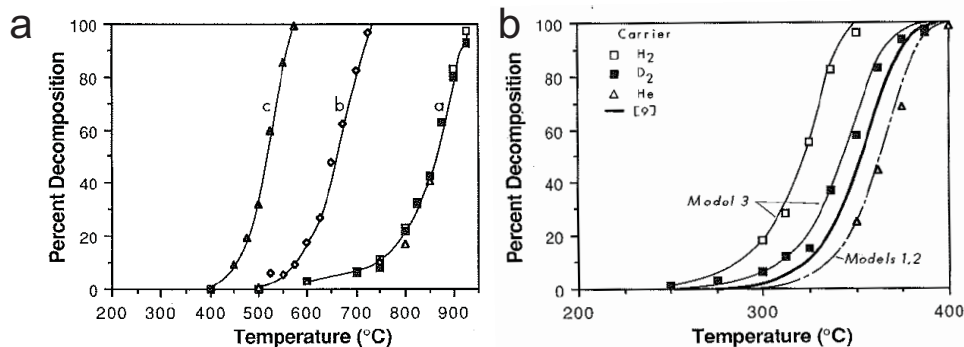 a
Percent Decomposition
100
80
60
40
20
0
c
b
a
200 300 400 500 600 700 800 900
Temperature (°C)
b
Percent Decomposition
100
80
60
40
20
0
Carrier
H2
D2
He
[9]
Model 3
Models 1,2
200 300 400
Temperature (°C)